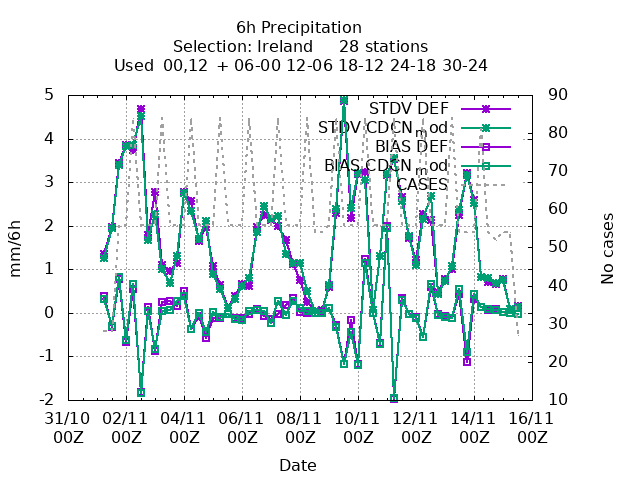 6h Precipitation
Selection: Ireland 28 stations
Used 00,12 + 06-00 12-06 18-12 24-18 30-24
5
4
3
2
1
0
-1
-2
mm/6h
90
80
70
60
50
40
30
20
10
No cases
STDV DEF
STDV CDCN_mod
BIAS DEF
BIAS CDCN_mod
CASES
31/10 02/11 04/11 06/11 08/11 10/11 12/11 14/11 16/11
00Z 00Z 00Z 00Z 00Z 00Z 00Z 00Z 00Z
Date